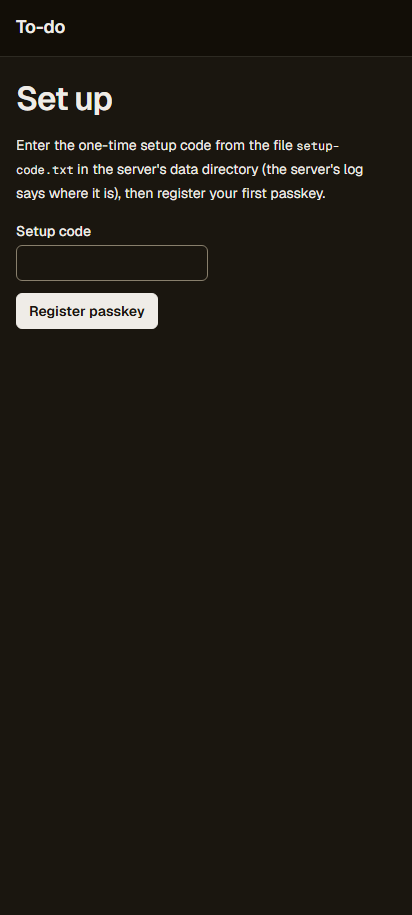 To-do
Set up
Enter the one-time setup code from the file setup-
code.txt in the server's data directory (the server's log
says where it is), then register your first passkey.
Setup code
Register passkey